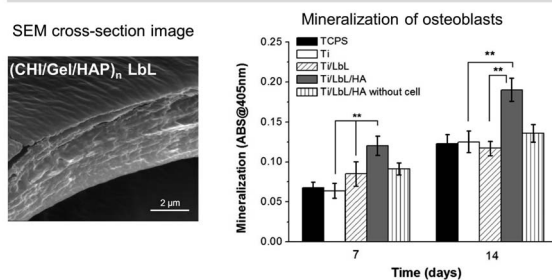 SEM cross-section image
(CHI/Gel/HAP)n LbL
2 µm
Mineralization of osteoblasts
Mineralization (ABS@405nm)
0.25
0.20
0.15
0.10
0.05
0.00
TCPS
Ti
Ti/LbL
Ti/LbL/HA
Ti/LbL/HA without cell
**
**
**
7
14
Time (days)